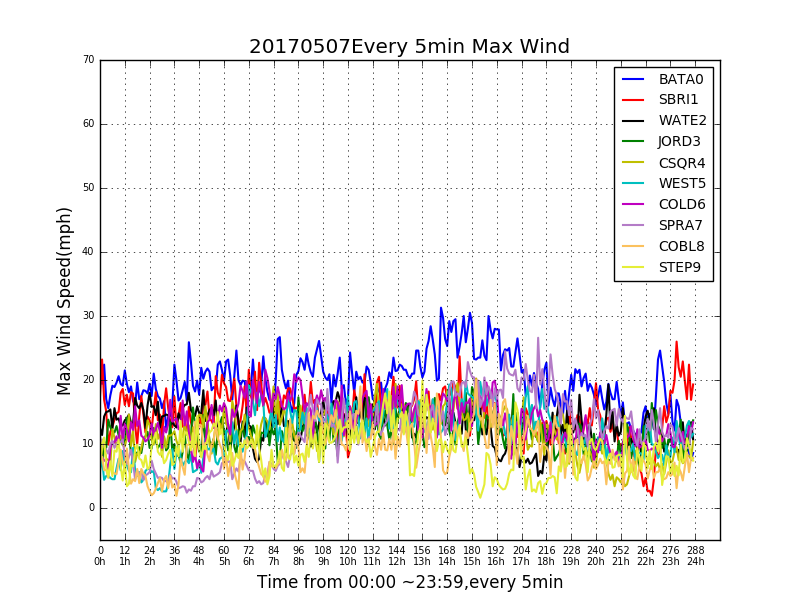 20170507Every 5min Max Wind
70
60
50
40
30
20
10
0
Max Wind Speed(mph)
BATA0
SBRI1
WATE2
JORD3
CSQR4
WEST5
COLD6
SPRA7
COBL8
STEP9
0 12 24 36 48 60 72 84 96 108 120 132 144 156 168 180 192 204 216 228 240 252 264 276 288
0h 1h 2h 3h 4h 5h 6h 7h 8h 9h 10h 11h 12h 13h 14h 15h 16h 17h 18h 19h 20h 21h 22h 23h 24h
Time from 00:00 ~23:59,every 5min